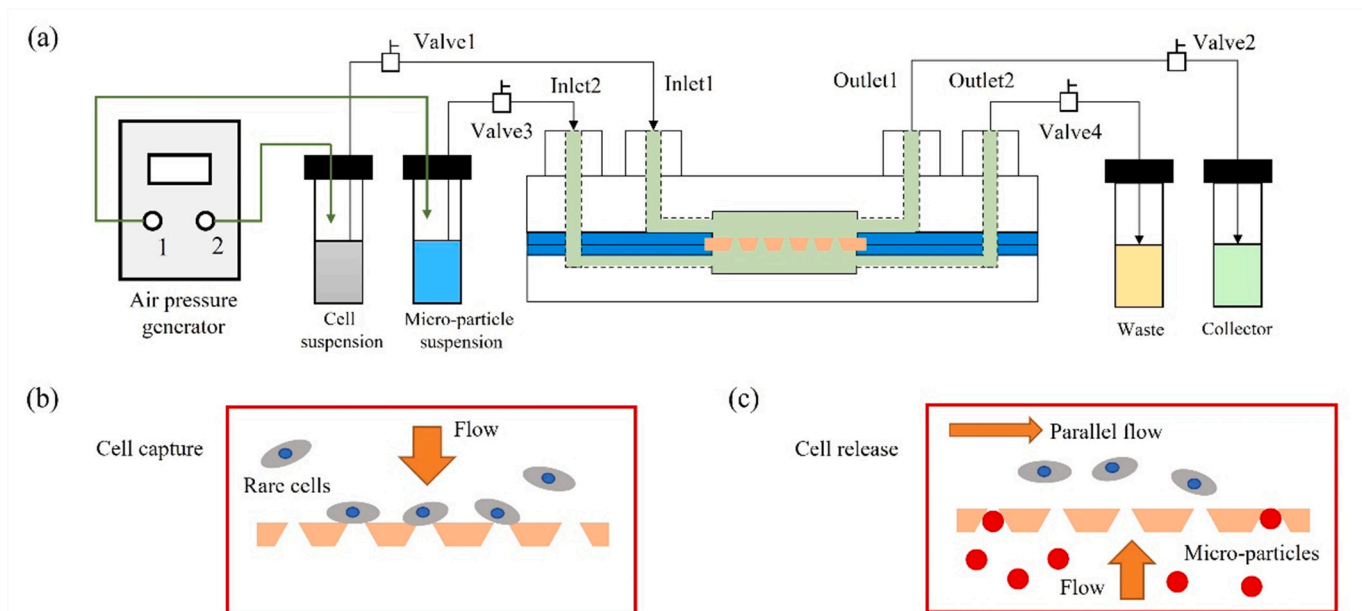 (a)
Valve1
Valve2
Inlet2
Inlet1
Outlet1
Outlet2
Valve3
Valve4
1
2
Air pressure
generator
Cell
suspension
Micro-particle
suspension
Waste
Collector
(b)
Cell capture
Flow
Rare cells
(c)
Cell release
Parallel flow
Micro-particles
Flow